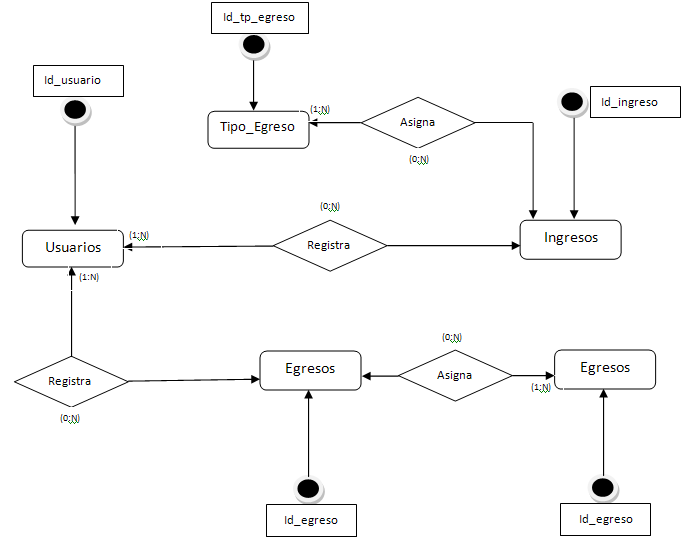 Id_tp_egreso
Id_usuario
Id_ingreso
(1:N)
Tipo_Egreso
Asigna
(0:N)
(0:N)
(1:N)
Usuarios
Registra
Ingresos
(1:N)
(0:N)
Egresos
Egresos
Registra
Asigna
(1:N)
(0:N)
Id_egreso
Id_egreso